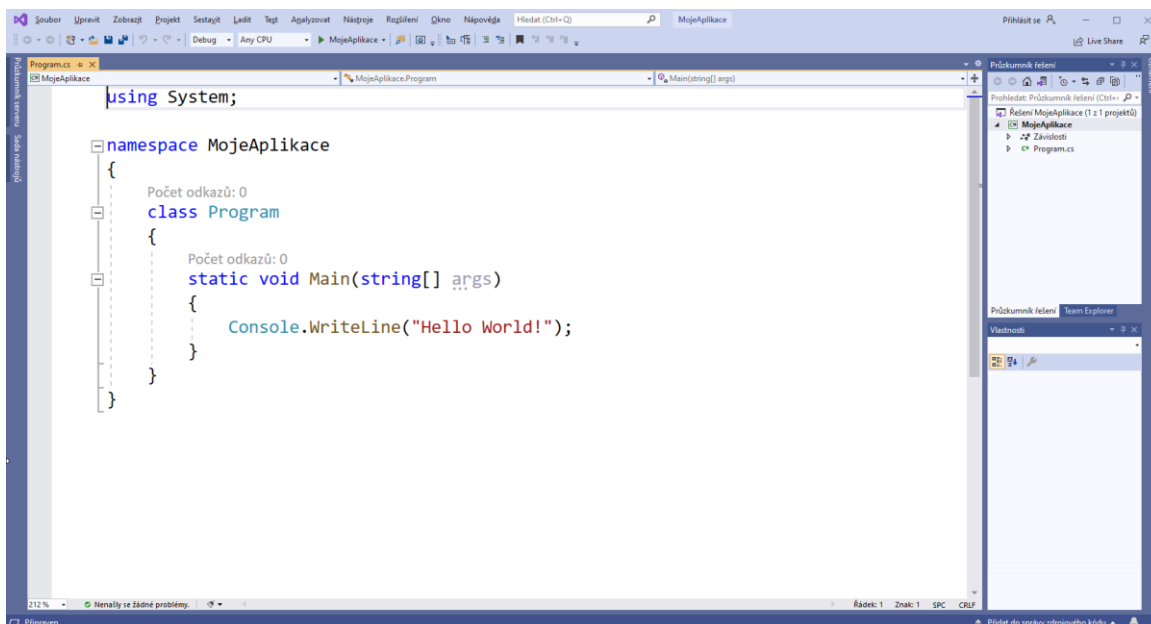 Soubor Upravit Zobrazit Projekt Sestavit Ladit Test Analyzovat Nástroje Rozšíření Okno Nápověda Hledat (Ctrl+Q) MojeAplikace Přihlásit se
Debug Any CPU MojeAplikace Live Share
Průzkumník serveru Sada nástrojů
Program.cs
MojeAplikace MojeAplikace.Program Main(string[] args)
using System;
namespace MojeAplikace
{
Počet odkazů: 0
class Program
{
Počet odkazů: 0
static void Main(string[] args)
{
Console.WriteLine("Hello World!");
}
}
}
212 % Nenašly se žádné problémy. Řádek: 1 Znak: 1 SPC CRLF
Průzkumník řešení
Prohledat: Průzkumník řešení (Ctrl+
Řešení MojeAplikace (1 z 1 projektů)
MojeAplikace
Závislosti
C# Program.cs
Průzkumník řešení Team Explorer
Vlastnosti
Připraven Přidat do správy zdrojového kódu